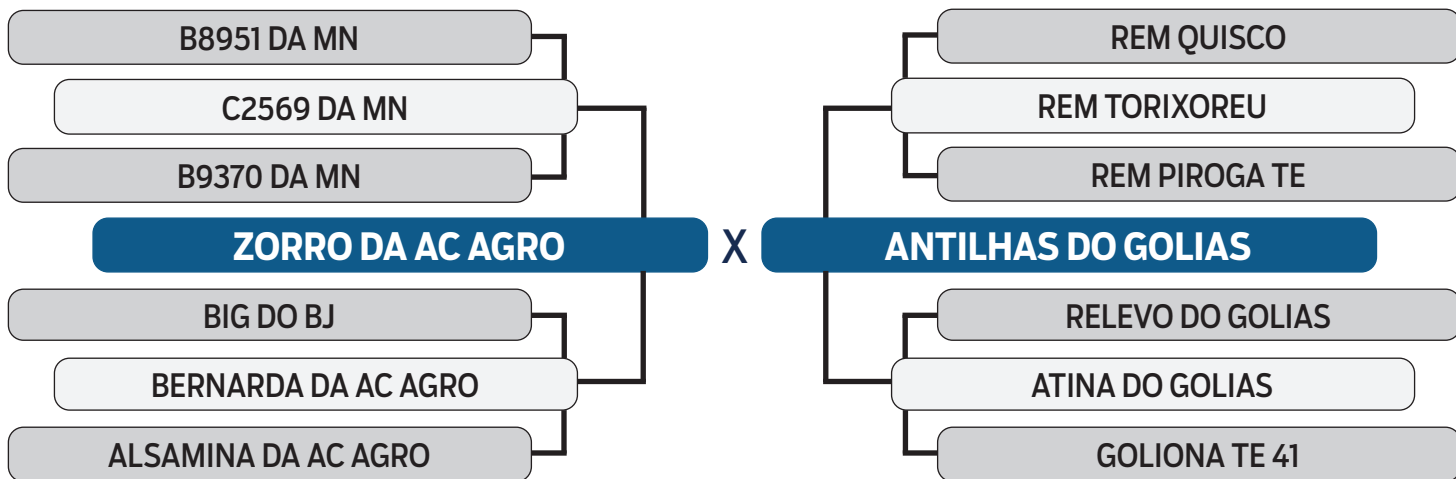 B8951 DA MN
C2569 DA MN
B9370 DA MN
ZORRO DA AC AGRO
BIG DO BJ
BERNARDA DA AC AGRO
ALSAMINA DA AC AGRO
X
REM QUISCO
REM TORIXOREU
REM PIROGA TE
ANTILHAS DO GOLIAS
RELEVO DO GOLIAS
ATINA DO GOLIAS
GOLIONA TE 41